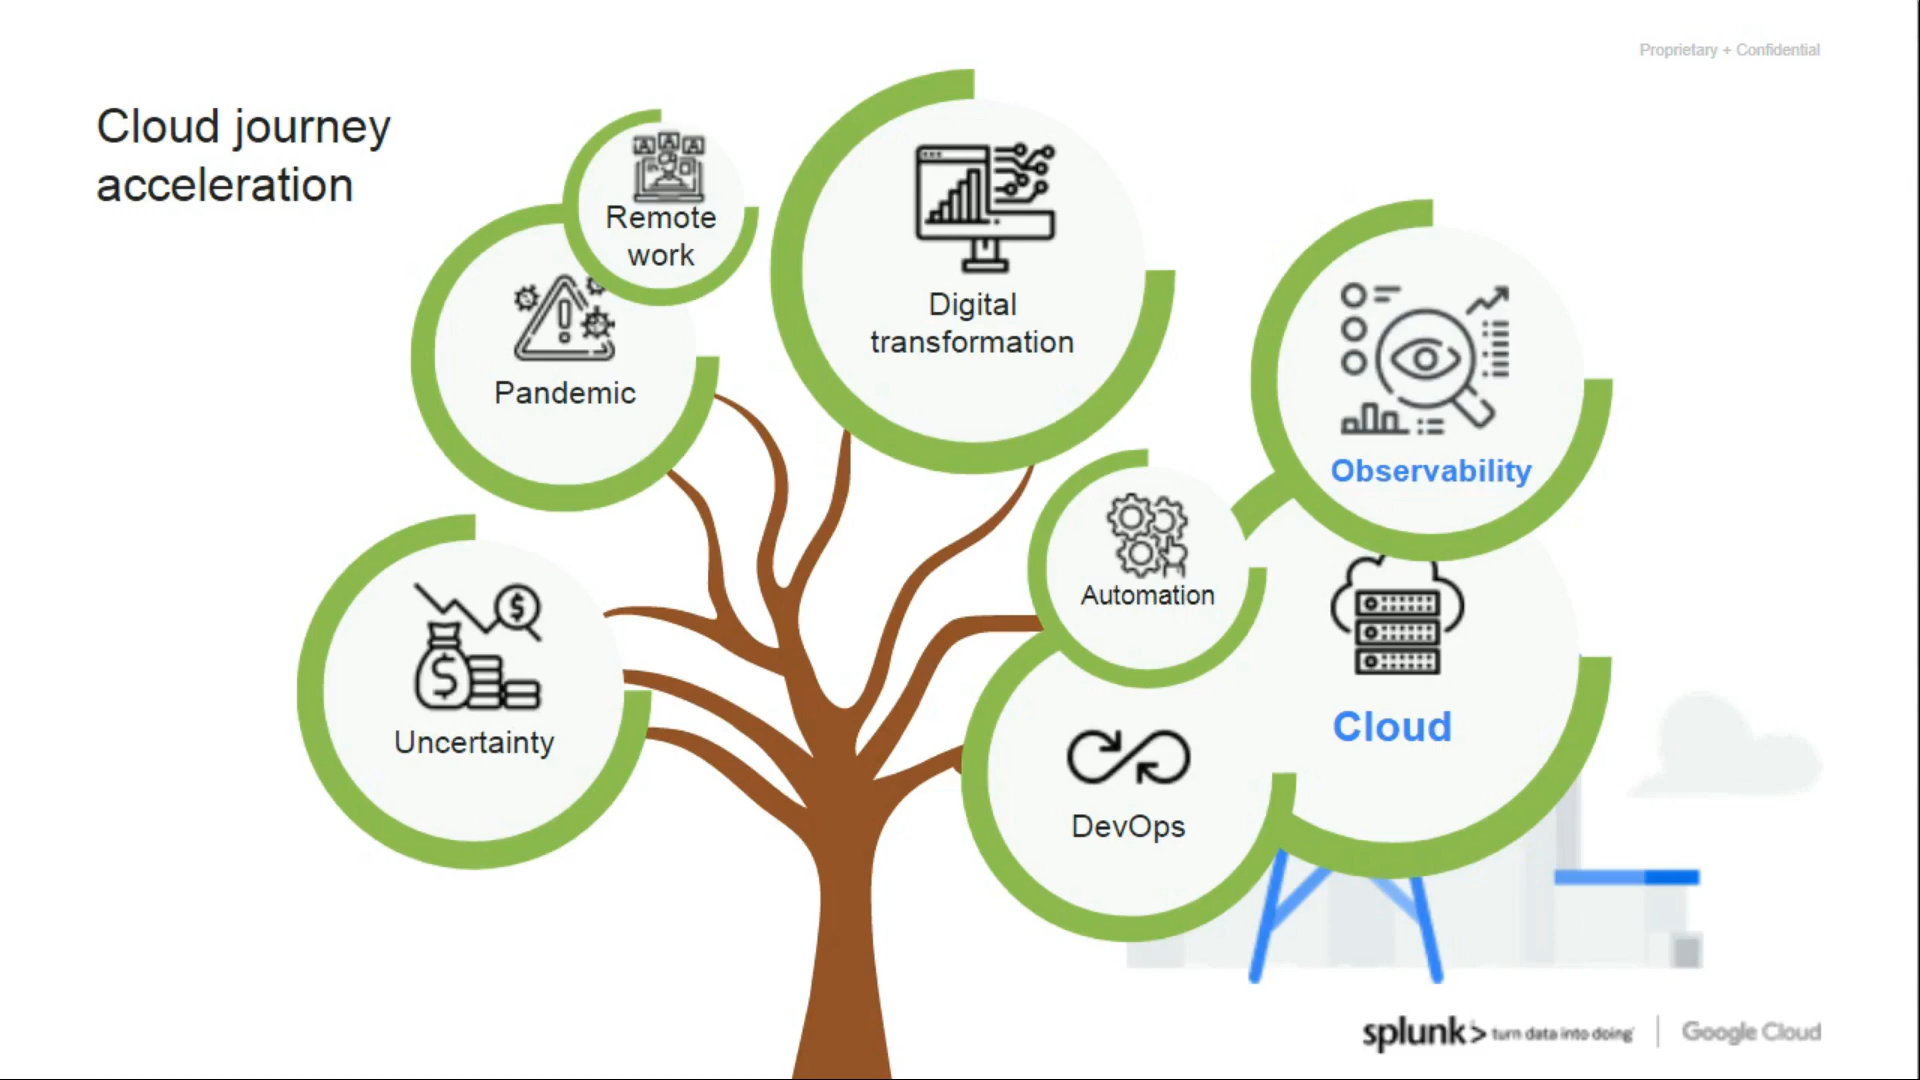 Proprietary + Confidential
Cloud journey
acceleration
Remote
work
Digital
transformation
Pandemic
Observability
Automation
Uncertainty
Cloud
DevOps
splunk> turn data into doing | Google Cloud